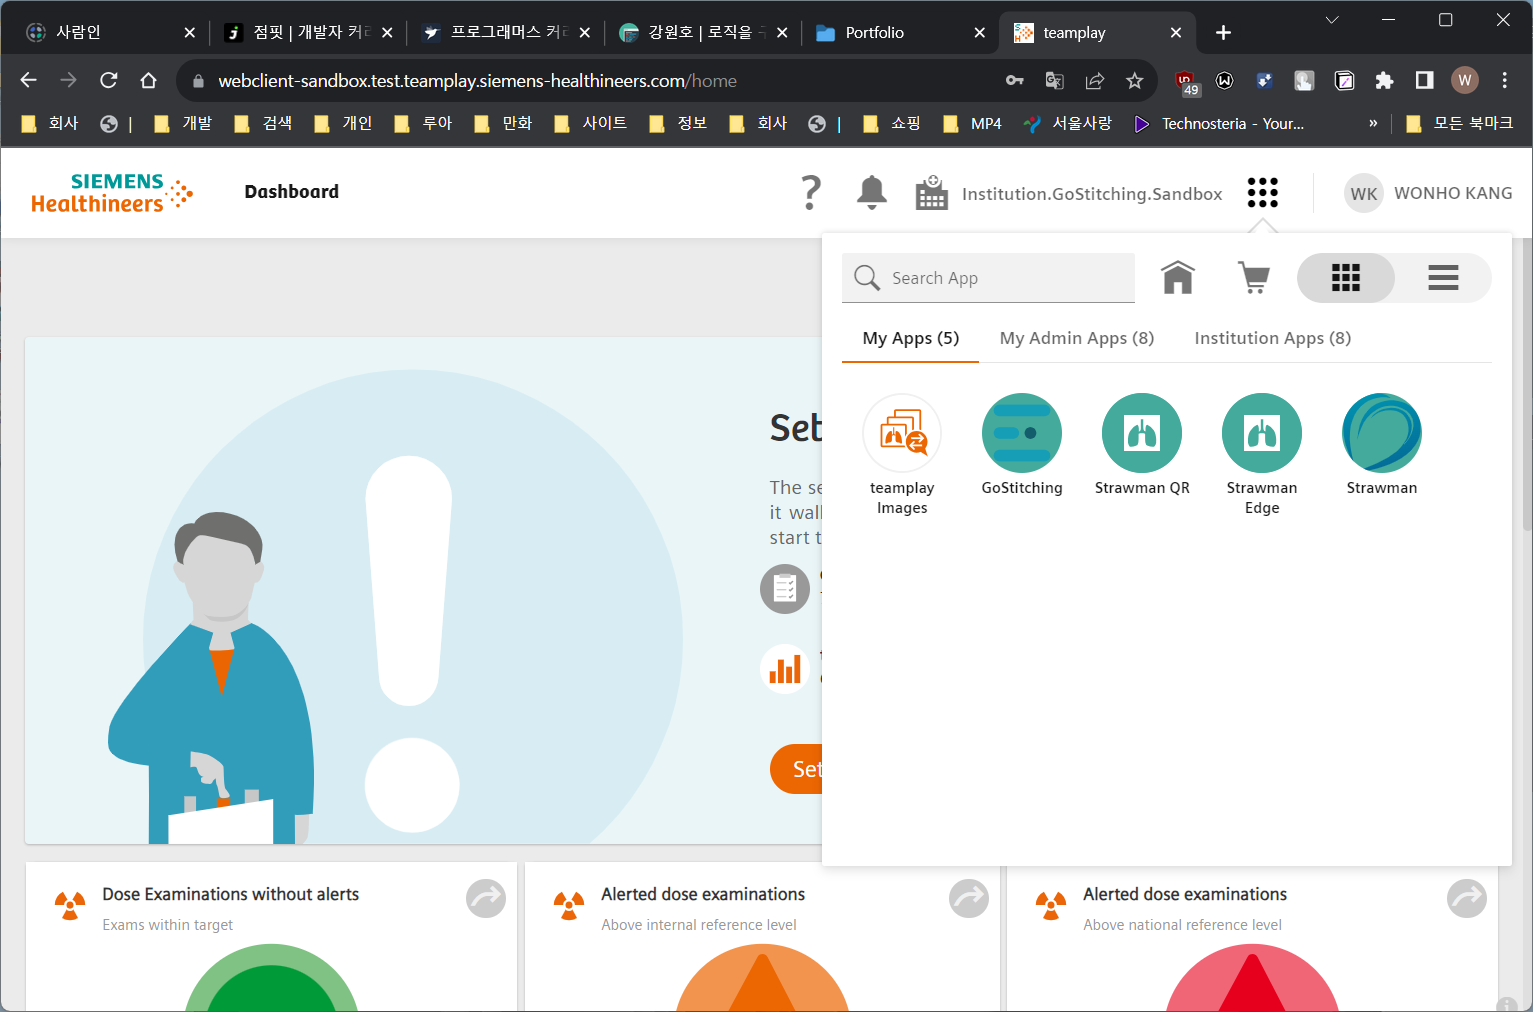 사람인
점핏 | 개발자 커리
프로그래머스 커리
강원호 | 로직을
Portfolio
teamplay
webclient-sandbox.test.teamplay.siemens-healthineers.com/home
49
W
회사
|
개발
검색
개인
루아
만화
사이트
정보
회사
|
쇼핑
MP4
서울사랑
Technosteria - Your...
»
모든 북마크
SIEMENS
Healthineers
Dashboard
?
Institution.GoStitching.Sandbox
WK
WONHO KANG
Search App
My Apps (5)
My Admin Apps (8)
Institution Apps (8)
teamplay
Images
GoStitching
Strawman QR
Strawman
Edge
Strawman
Set
The se
it wall
start t
Set
Dose Examinations without alerts
Exams within target
Alerted dose examinations
Above internal reference level
Alerted dose examinations
Above national reference level